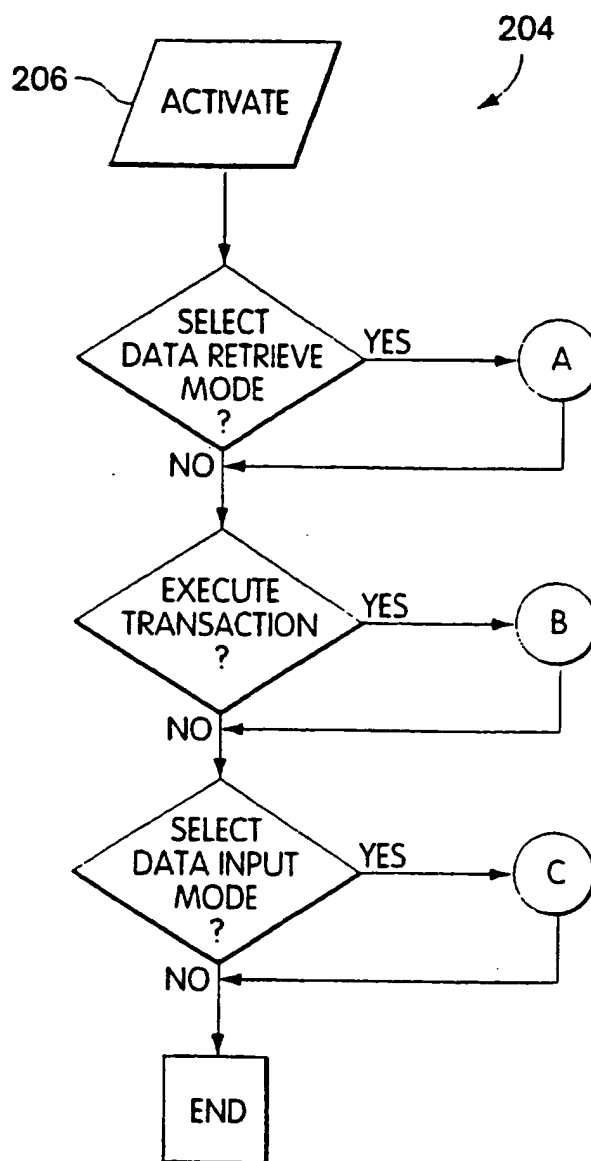 204
206
ACTIVATE
SELECT
DATA RETRIEVE
MODE
?
YES
A
NO
EXECUTE
TRANSACTION
?
YES
B
NO
SELECT
DATA INPUT
MODE
?
YES
C
NO
END